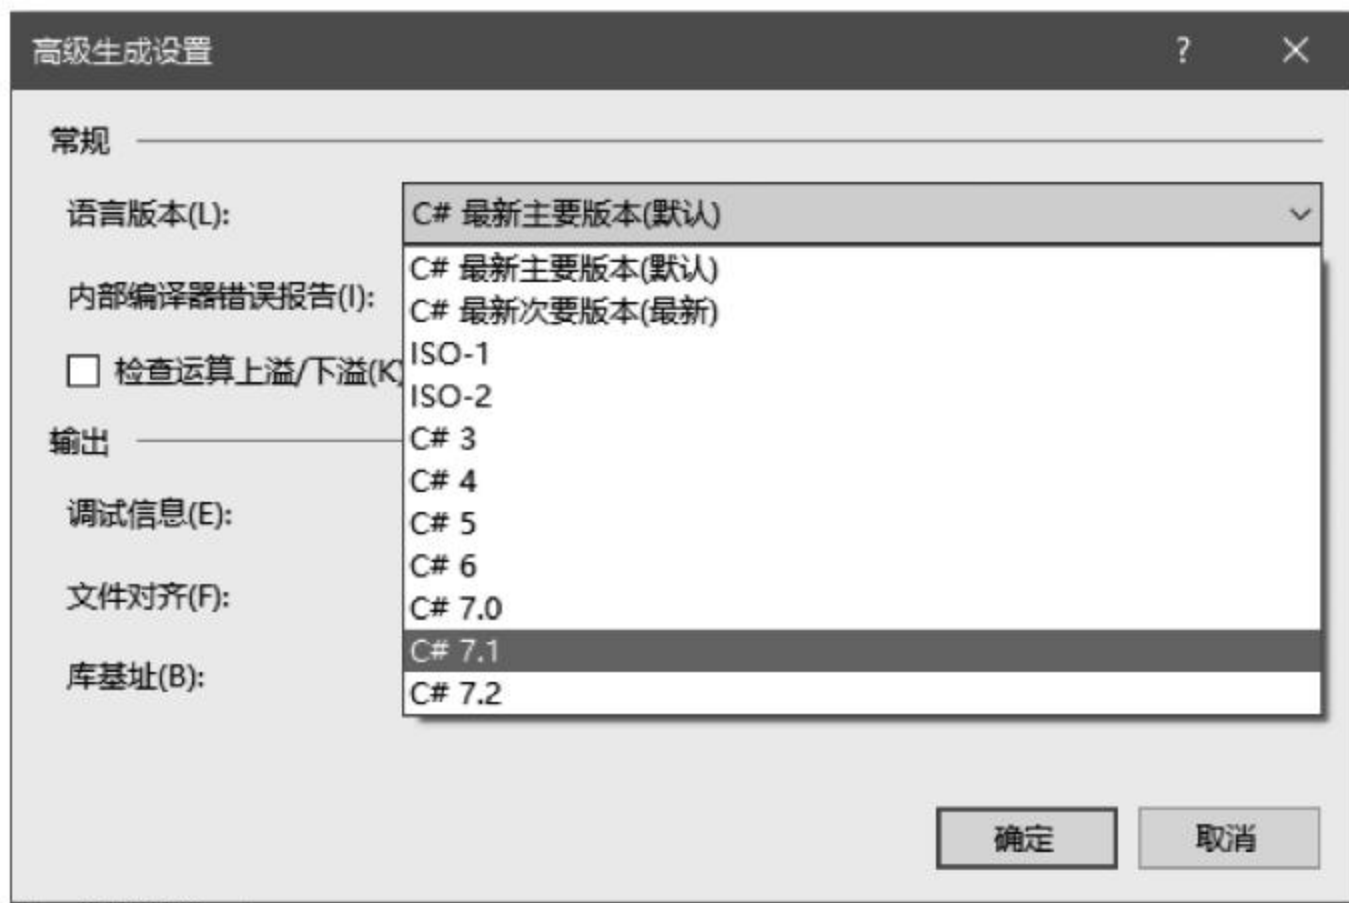 高级生成设置 ?
常规
语言版本(L): C# 最新主要版本(默认)
C# 最新主要版本(默认)
内部编译器错误报告(I):
C# 最新次要版本(最新)
ISO-1
检查运算上溢/下溢(K)
ISO-2
输出
C# 3
C# 4
调试信息(E):
C# 5
C# 6
文件对齐(F):
C# 7.0
C# 7.1
库基址(B):
C# 7.2
确定 取消